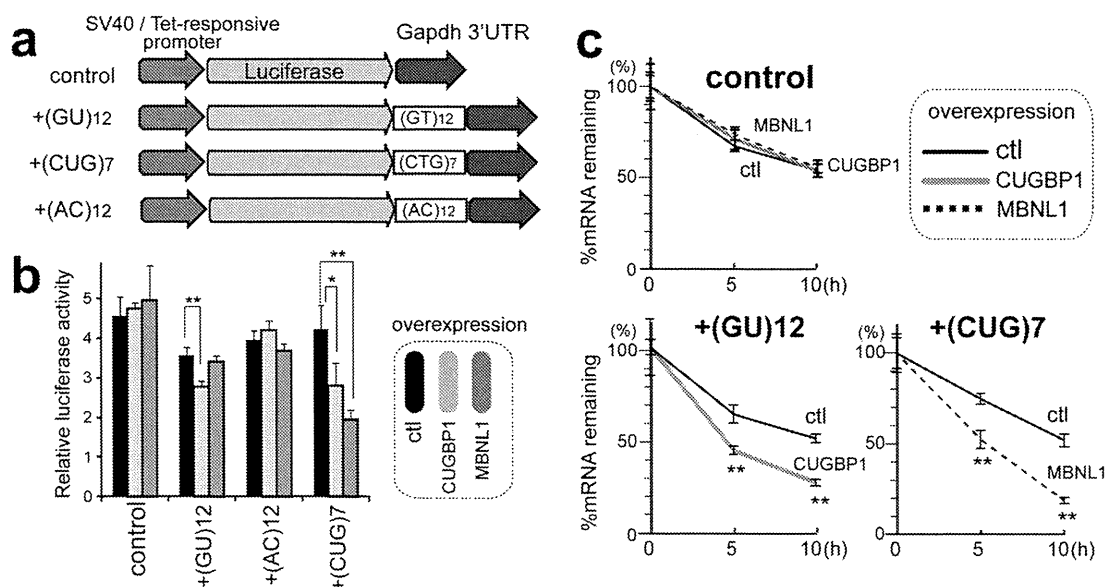 a
SV40 / Tet-responsive
promoter
Gapdh 3'UTR
control
Luciferase
+(GU)12
(GT)12
+(CUG)7
(CTG)7
+(AC)12
(AC)12
b
Relative luciferase activity
5
4
3
2
1
0
**
*
**
control
+(GU)12
+(AC)12
+(CUG)7
overexpression
ctl
CUGBP1
MBNL1
c
control
(%)
100
50
0
%mRNA remaining
MBNL1
ctl
CUGBP1
0 5 10(h)
overexpression
ctl
CUGBP1
MBNL1
+(GU)12
(%)
100
50
0
%mRNA remaining
ctl
CUGBP1
**
**
0 5 10(h)
+(CUG)7
(%)
100
50
0
ctl
MBNL1
**
**
0 5 10(h)